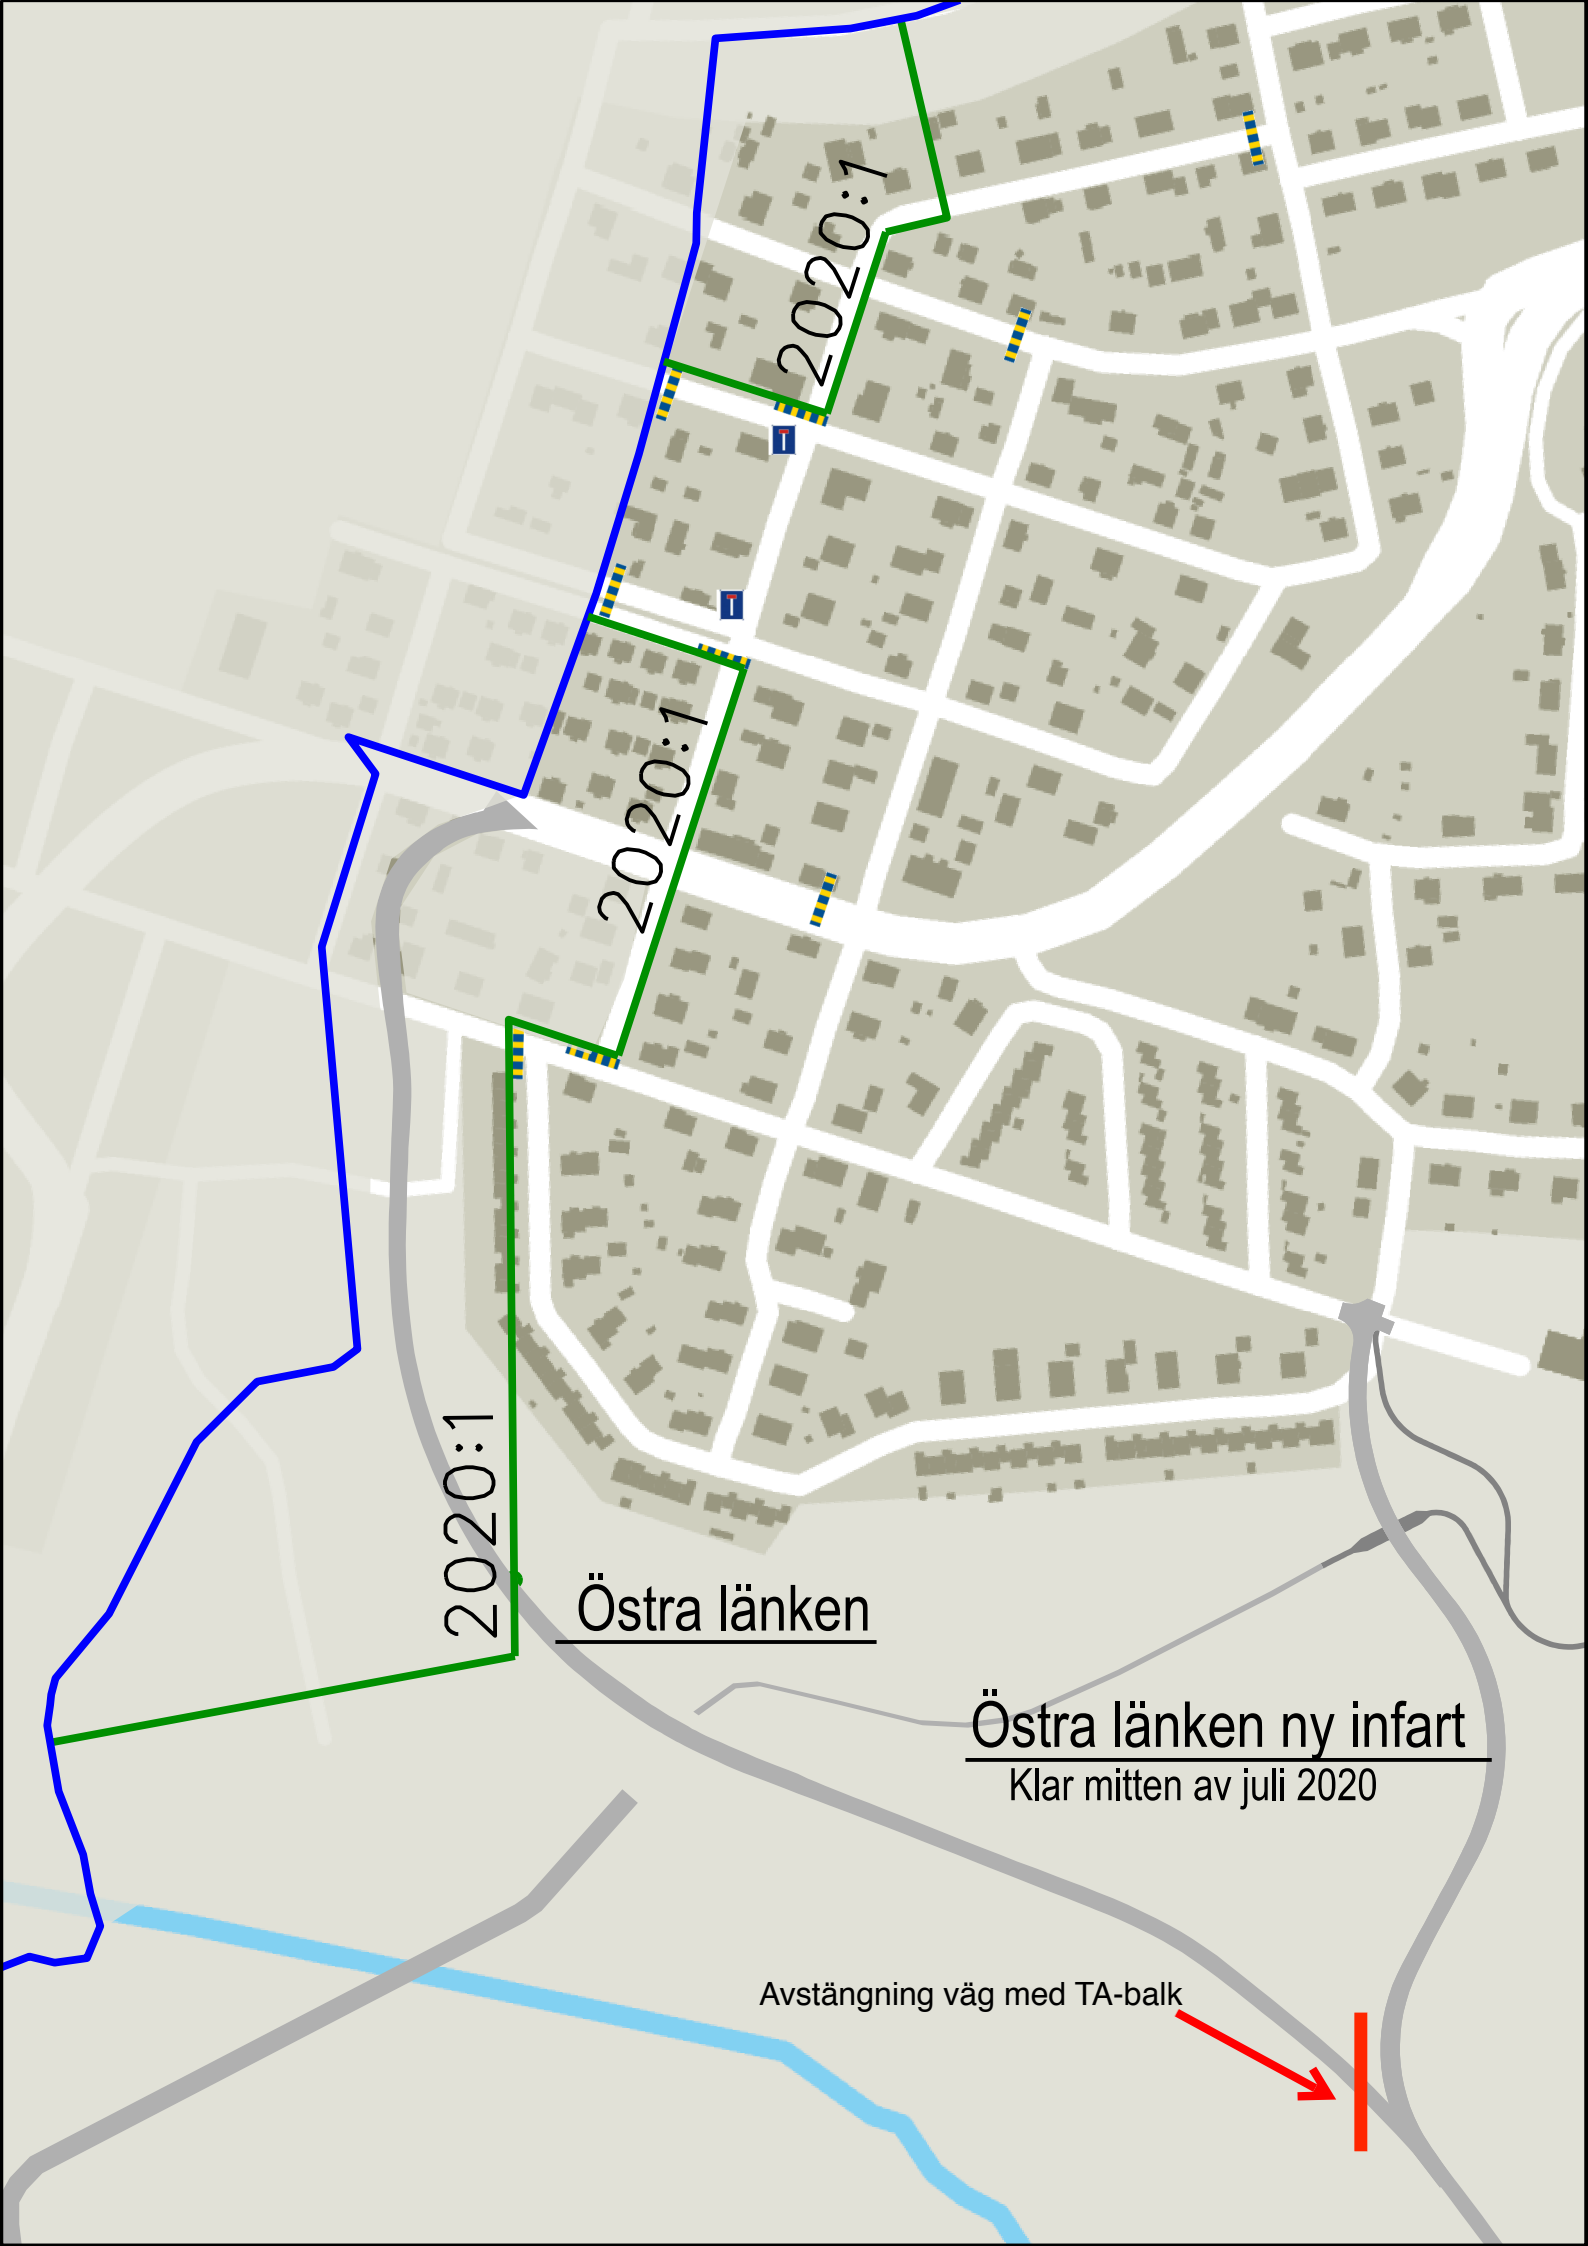 2020:1
2020:1
2020:1
Östra länken
Östra länken ny infart
Klar mitten av juli 2020
Avstängning väg med TA-balk